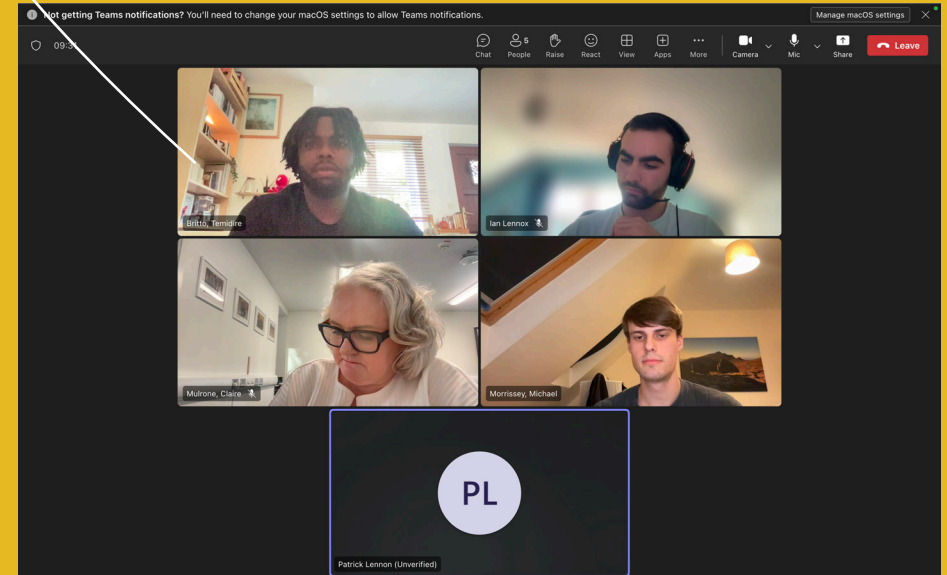 Not getting Teams notifications? You'll need to change your macOS settings to allow Teams notifications.
Manage macOS settings
09:31
Chat
People 5
Raise
React
View
Apps
More
Camera
Mic
Share
Leave
Britto, Temidire
Ian Lennox
Mulrone, Claire
Morrissey, Michael
PL
Patrick Lennon (Unverified)